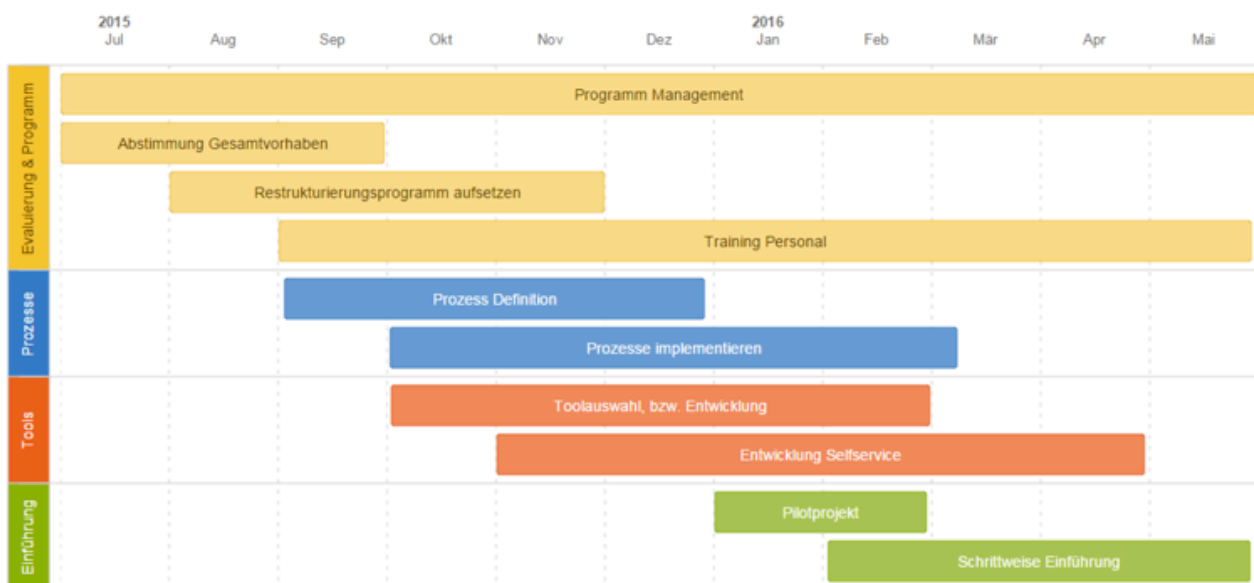 2015
Jul
Aug
Sep
Okt
Nov
Dez
2016
Jan
Feb
Mär
Apr
Mai
Evaluierung & Programm
Programm Management
Abstimmung Gesamtvorhaben
Restrukturierungsprogramm aufsetzen
Training Personal
Prozesse
Prozess Definition
Prozesse implementieren
Tools
Toolauswahl, bzw. Entwicklung
Entwicklung Selfservice
Einführung
Pilotprojekt
Schrittweise Einführung